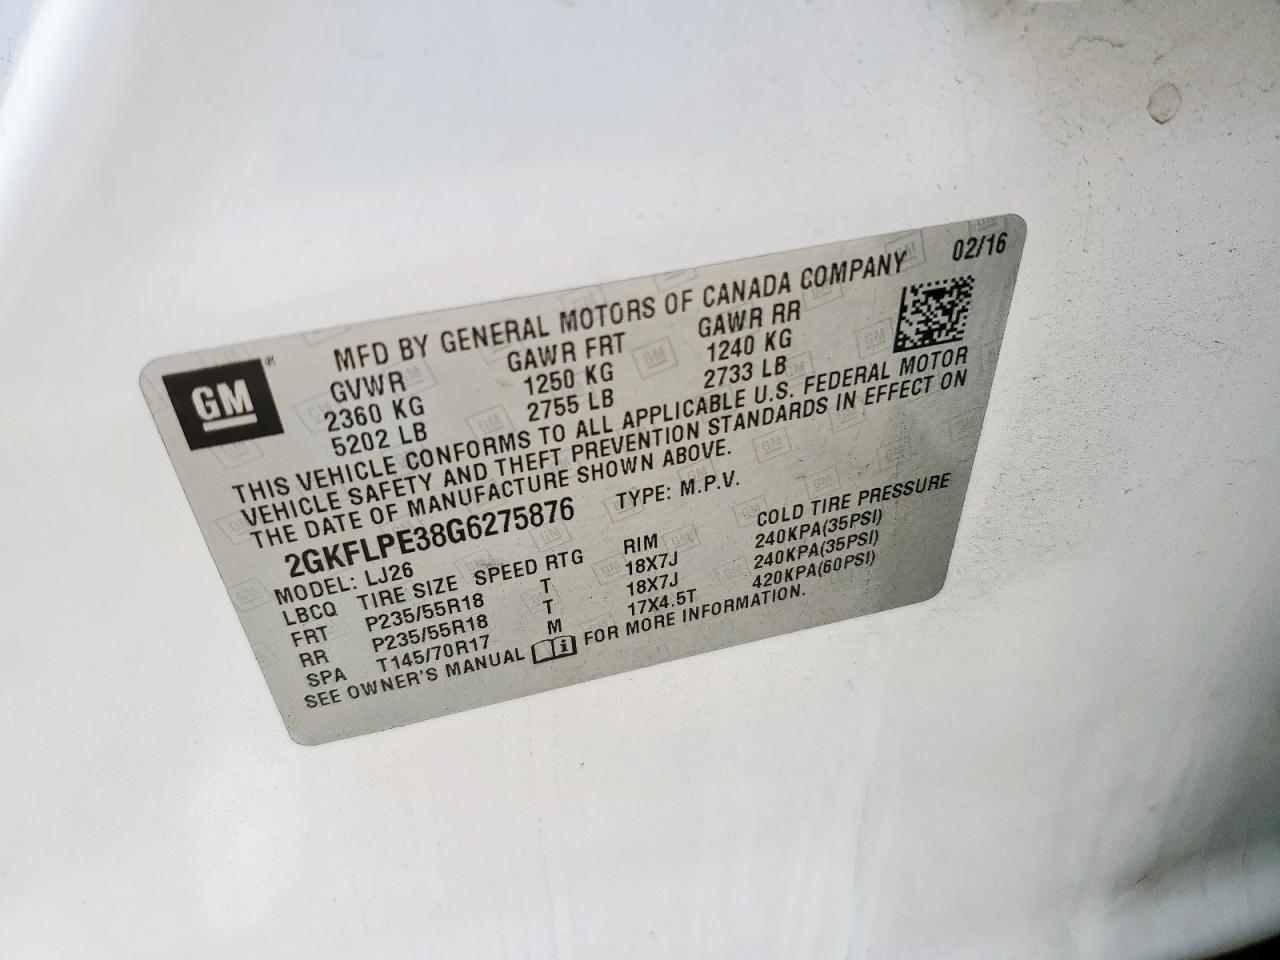 GM ®
MFD BY GENERAL MOTORS OF CANADA COMPANY 02/16
GVWR GAWR FRT GAWR RR
2360 KG 1250 KG 1240 KG
5202 LB 2755 LB 2733 LB
THIS VEHICLE CONFORMS TO ALL APPLICABLE U.S. FEDERAL MOTOR
VEHICLE SAFETY AND THEFT PREVENTION STANDARDS IN EFFECT ON
THE DATE OF MANUFACTURE SHOWN ABOVE.
2GKFLPE38G6275876 TYPE: M.P.V.
MODEL: LJ26
LBCQ TIRE SIZE SPEED RTG RIM COLD TIRE PRESSURE
FRT P235/55R18 T 18X7J 240KPA(35PSI)
RR P235/55R18 T 18X7J 240KPA(35PSI)
SPA T145/70R17 M 17X4.5T 420KPA(60PSI)
SEE OWNER'S MANUAL i FOR MORE INFORMATION.